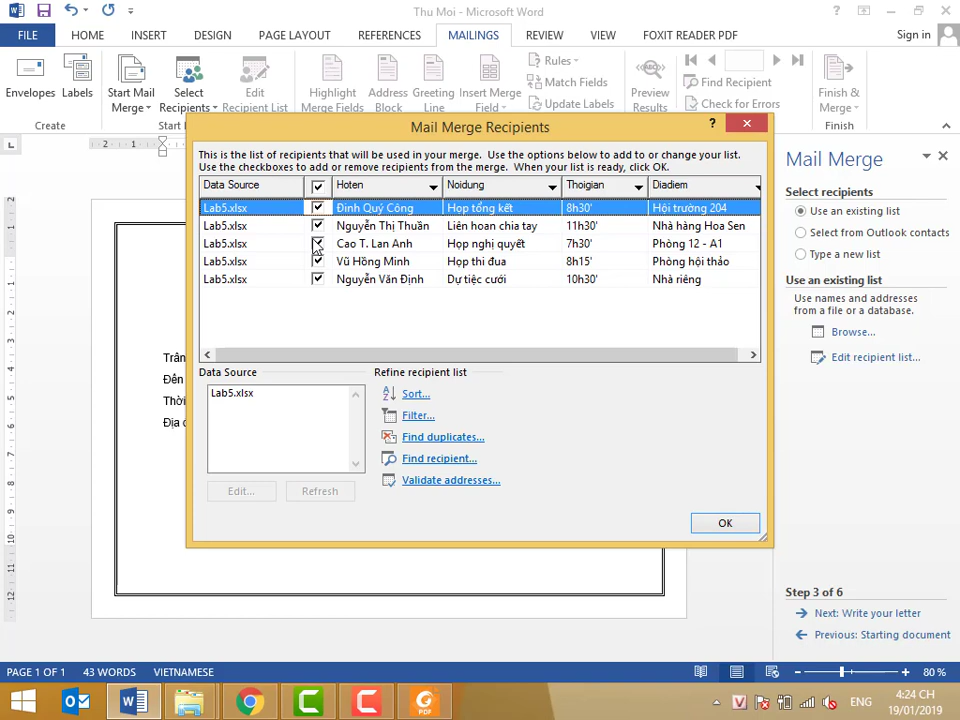 Thu Moi - Microsoft Word
FILE HOME INSERT DESIGN PAGE LAYOUT REFERENCES MAILINGS REVIEW VIEW FOXIT READER PDF Sign in
Envelopes Labels
Create
Start Mail Merge
Select Recipients
Edit Recipient List
Highlight Merge Fields
Address Block
Greeting Line
Insert Merge Field
Rules
Match Fields
Update Labels
Preview Results
Find Recipient
Check for Errors
Finish & Merge
Finish
Mail Merge Recipients
This is the list of recipients that will be used in your merge. Use the options below to add to or change your list.
Use the checkboxes to add or remove recipients from the merge. When your list is ready, click OK.
Data Source Hoten Noidung Thoigian Diadiem
Lab5.xlsx Đinh Quý Công Họp tổng kết 8h30' Hội trường 204
Lab5.xlsx Nguyễn Thị Thuần Liên hoan chia tay 11h30' Nhà hàng Hoa Sen
Lab5.xlsx Cao T. Lan Anh Họp nghị quyết 7h30' Phòng 12 - A1
Lab5.xlsx Vũ Hồng Minh Họp thi đua 8h15' Phòng hội thảo
Lab5.xlsx Nguyễn Văn Định Dự tiệc cưới 10h30' Nhà riêng
Data Source
Lab5.xlsx
Edit... Refresh
Refine recipient list
Sort...
Filter...
Find duplicates...
Find recipient...
Validate addresses...
OK
Trân
Đến
Thời
Địa
Mail Merge
Select recipients
Use an existing list
Select from Outlook contacts
Type a new list
Use an existing list
Use names and addresses
from a file or a database.
Browse...
Edit recipient list...
Step 3 of 6
Next: Write your letter
Previous: Starting document
PAGE 1 OF 1 43 WORDS VIETNAMESE 80 %
ENG
4:24 CH
19/01/2019